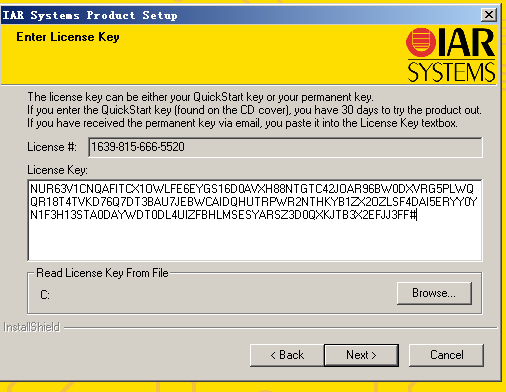 IAR Systems Product Setup
Enter License Key
IAR
SYSTEMS
The license key can be either your QuickStart key or your permanent key.
If you enter the QuickStart key (found on the CD cover), you have 30 days to try the product out.
If you have received the permanent key via email, you paste it into the License Key textbox.
License #: 1639-815-666-5520
License Key:
NUR63V1CNQAFITCX10WLFE6EYGS16D0AVXH88NTGTC42J0AR96BW0DXVRG5PLWQ
QR18T4TVKD76Q7DT3BAU7JEBWCAIDQHUTRPWR2NTHKYB1ZX2OZLSF4DAI5ERYY0Y
N1F3H13STA0DAYWDT0DL4UIZFBHLMSESYARSZ3D0QXKJTB3X2EFJJ3FF#
Read License Key From File
C:
Browse...
InstallShield
< Back Next > Cancel